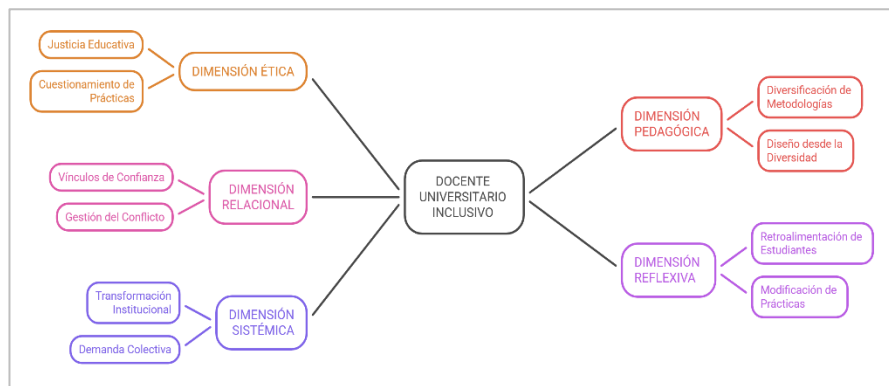 Justicia Educativa
Cuestionamiento de
Prácticas
DIMENSIÓN ÉTICA
Vínculos de Confianza
Gestión del Conflicto
DIMENSIÓN
RELACIONAL
Transformación
Institucional
Demanda Colectiva
DIMENSIÓN
SISTÉMICA
DOCENTE
UNIVERSITARIO
INCLUSIVO
DIMENSIÓN
PEDAGÓGICA
Diversificación de
Metodologías
Diseño desde la
Diversidad
DIMENSIÓN
REFLEXIVA
Retroalimentación de
Estudiantes
Modificación de
Prácticas